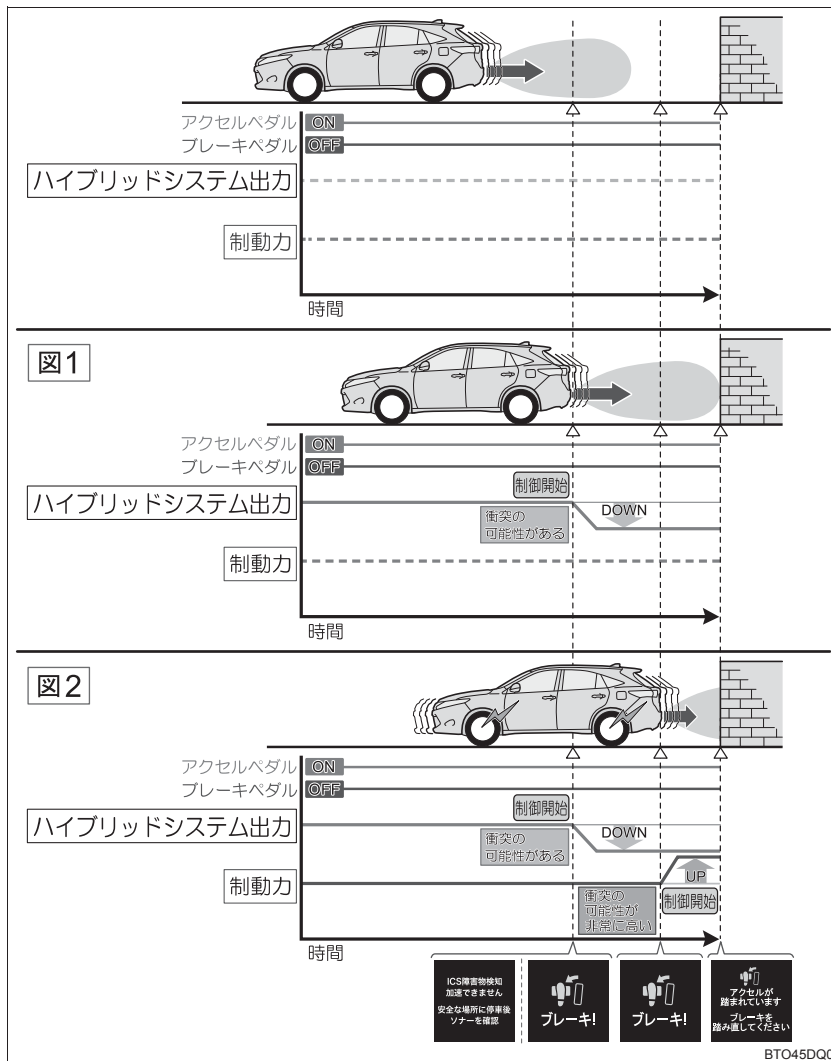 アクセルペダル ON
ブレーキペダル OFF
ハイブリッドシステム出力
制動力
時間
図1
アクセルペダル ON
ブレーキペダル OFF
制御開始
ハイブリッドシステム出力
DOWN
衝突の
可能性がある
制動力
時間
図2
アクセルペダル ON
ブレーキペダル OFF
制御開始
ハイブリッドシステム出力
DOWN
衝突の
可能性がある
制動力
UP
衝突の
可能性が
非常に高い
制御開始
時間
ICS障害物検知
加速できません
安全な場所に停車後
ソナーを確認
ブレーキ!
ブレーキ!
アクセルが
踏まれています
ブレーキを
踏み直してください
BTO45DQ0